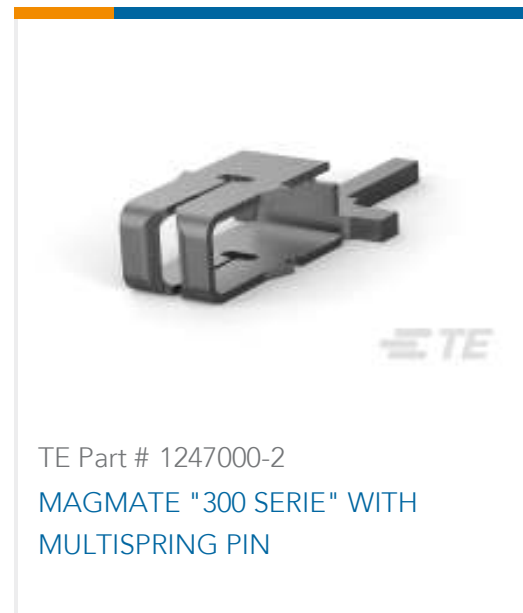 TE
TE Part # 1247000-2
MAGMATE "300 SERIE" WITH
MULTISPRING PIN